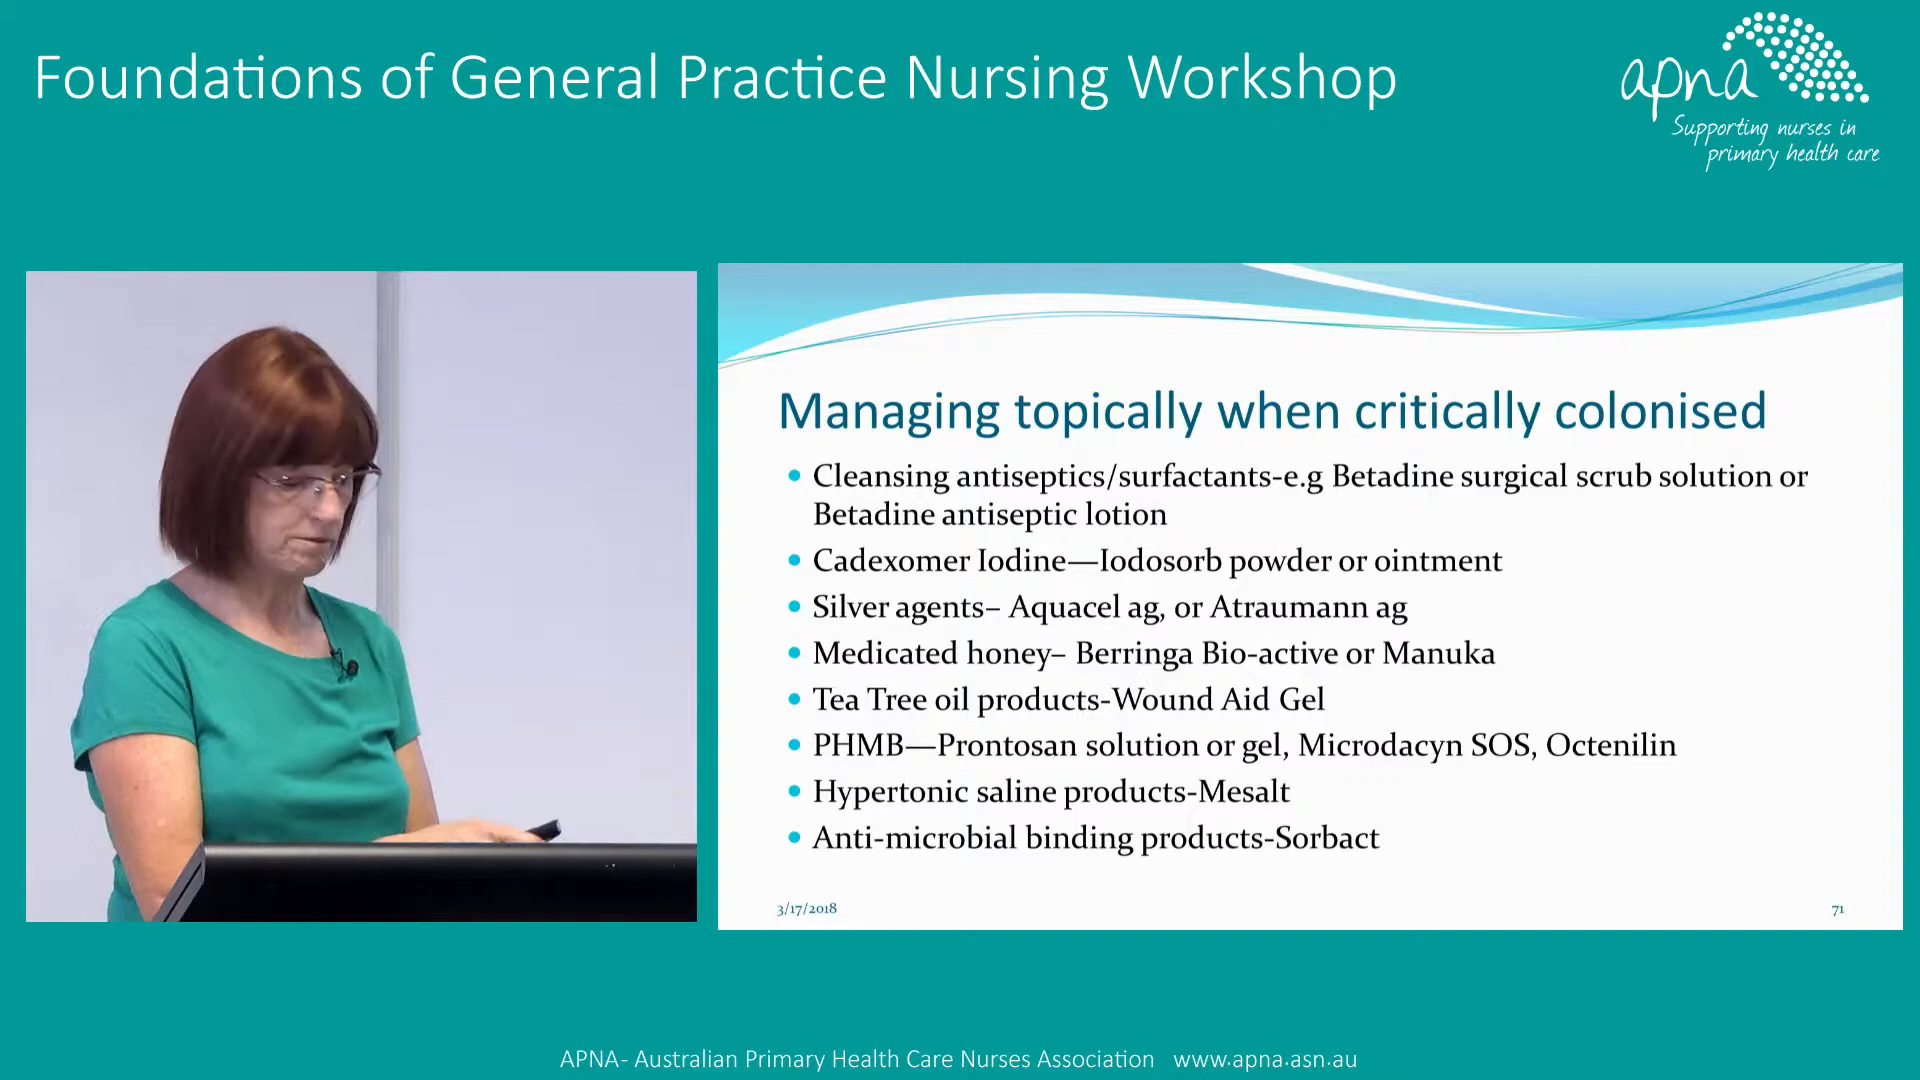 Foundations of General Practice Nursing Workshop
apna
Supporting nurses in
primary health care
Managing topically when critically colonised
Cleansing antiseptics/surfactants-e.g Betadine surgical scrub solution or
Betadine antiseptic lotion
Cadexomer Iodine—Iodosorb powder or ointment
Silver agents– Aquacel ag, or Atraumann ag
Medicated honey– Berringa Bio-active or Manuka
Tea Tree oil products-Wound Aid Gel
PHMB—Prontosan solution or gel, Microdacyn SOS, Octenilin
Hypertonic saline products-Mesalt
Anti-microbial binding products-Sorbact
3/17/2018
71
APNA- Australian Primary Health Care Nurses Association www.apna.asn.au